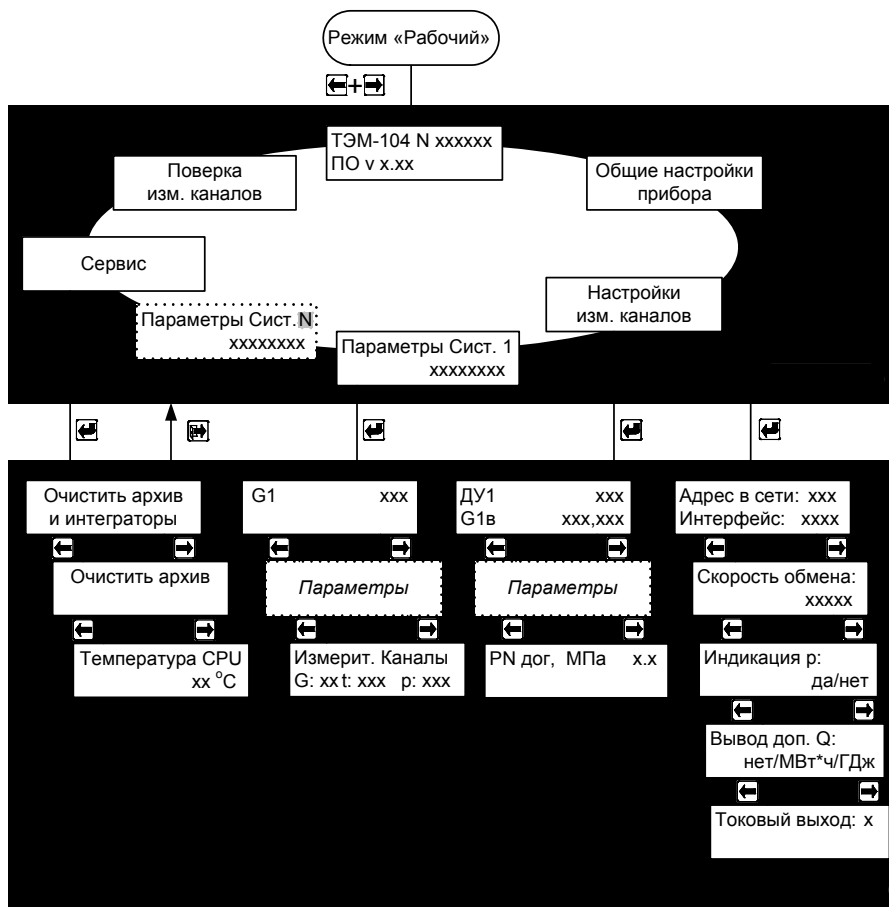 Режим «Рабочий»
+
ТЭМ-104 N xxxxxx
ПО v x.xx
Поверка
изм. каналов
Общие настройки
прибора
Сервис
Настройки
изм. каналов
Параметры Сист. N
xxxxxxxx
Параметры Сист. 1
xxxxxxxx
Очистить архив
и интеграторы
G1 xxx
ДУ1 xxx
G1в xxx,xxx
Адрес в сети: xxx
Интерфейс: xxxx
Очистить архив
Параметры
Параметры
Скорость обмена:
xxxxx
Температура CPU
xx °C
Измерит. Каналы
G: xx t: xxx p: xxx
PN дог, МПа x.x
Индикация p:
да/нет
Вывод доп. Q:
нет/МВт*ч/ГДж
Токовый выход: x